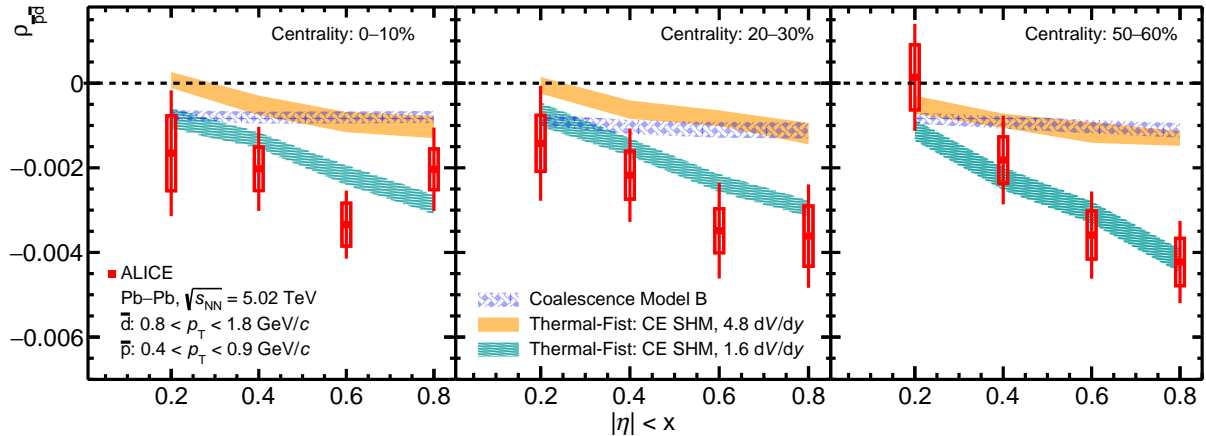 ρ p̅d̅
Centrality: 0–10%
Centrality: 20–30%
Centrality: 50–60%
0
−0.002
−0.004
−0.006
ALICE
Pb–Pb, √s_NN = 5.02 TeV
d̅: 0.8 < p_T < 1.8 GeV/c
p̅: 0.4 < p_T < 0.9 GeV/c
Coalescence Model B
Thermal-Fist: CE SHM, 4.8 dV/dy
Thermal-Fist: CE SHM, 1.6 dV/dy
0.2 0.4 0.6 0.8 0.2 0.4 0.6 0.8 0.2 0.4 0.6 0.8
|η| < x